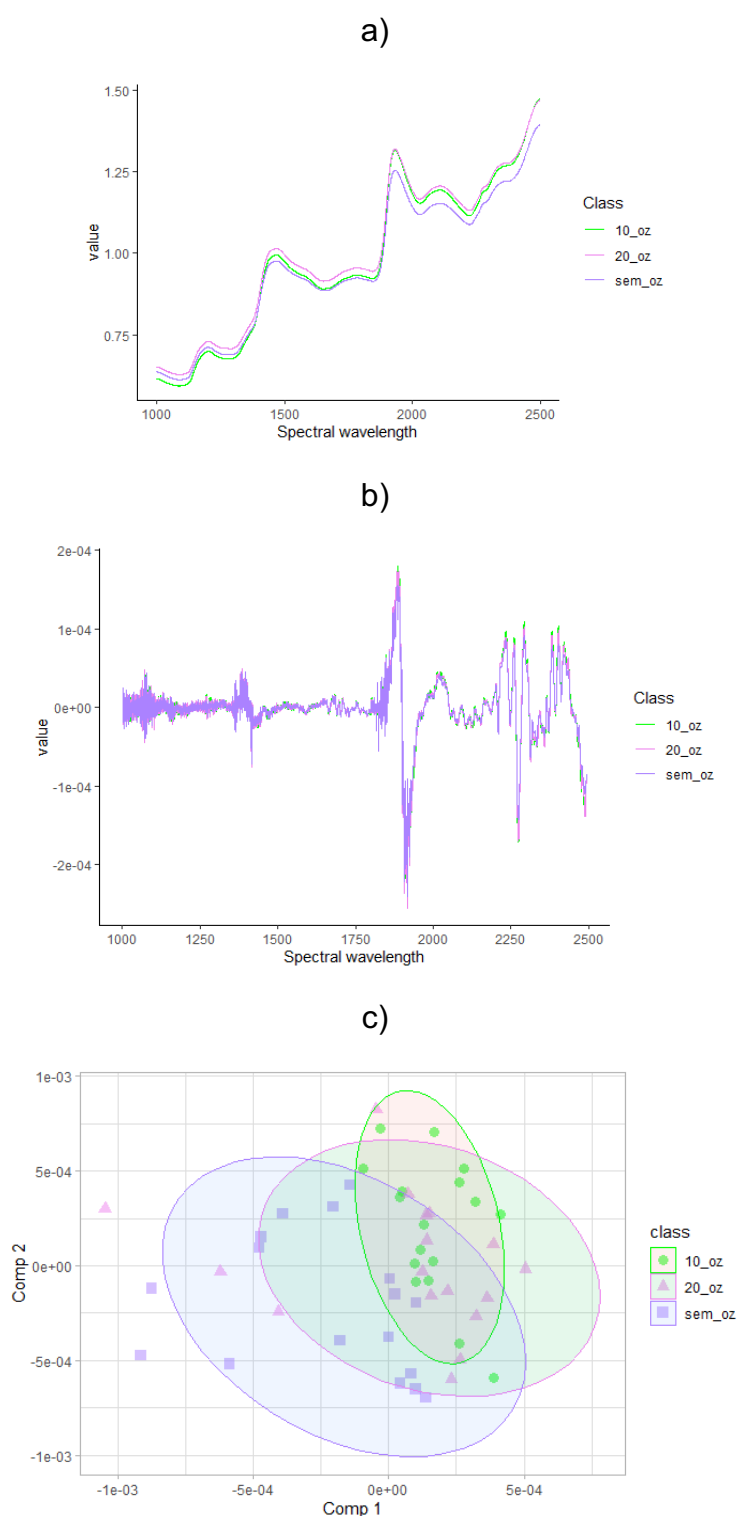 a)
1.50
1.25
1.00
0.75
value
1000
1500
2000
2500
Spectral wavelength
Class
10_oz
20_oz
sem_oz
b)
2e-04
1e-04
0e+00
-1e-04
-2e-04
value
1000
1250
1500
1750
2000
2250
2500
Spectral wavelength
Class
10_oz
20_oz
sem_oz
c)
1e-03
5e-04
0e+00
-5e-04
-1e-03
Comp 2
-1e-03
-5e-04
0e+00
5e-04
Comp 1
class
10_oz
20_oz
sem_oz